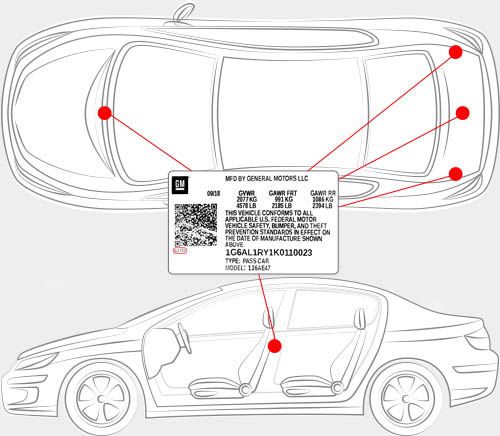 MFD BY GENERAL MOTORS LLC
GM
09/18 GVWR GAWR FRT GAWR RR
2077 KG 991 KG 1086 KG
4578 LB 2185 LB 2394 LB
THIS VEHICLE CONFORMS TO ALL
APPLICABLE U.S. FEDERAL MOTOR
VEHICLE SAFETY, BUMPER, AND THEFT
PREVENTION STANDARDS IN EFFECT ON
THE DATE OF MANUFACTURE SHOWN
ABOVE.
1G6AL1RY1K0110023
TYPE: PASS CAR
MODEL: 136AE47